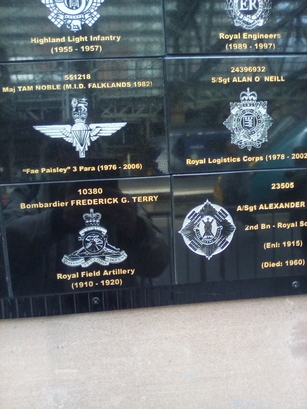 Highland Light Infantry
(1955 - 1957)
Royal Engineers
(1989 - 1997)
551218
Maj TAM NOBLE (M.I.D. FALKLANDS 1982)
"Fae Paisley" 3 Para (1976 - 2006)
24396932
S/Sgt ALAN O'NEILL
Royal Logistics Corps (1978 - 2002
10380
Bombardier FREDERICK G. TERRY
Royal Field Artillery
(1910 - 1920)
23505
A/Sgt ALEXANDER
2nd Bn - Royal Sc
(Enl: 1915)
(Died: 1960)